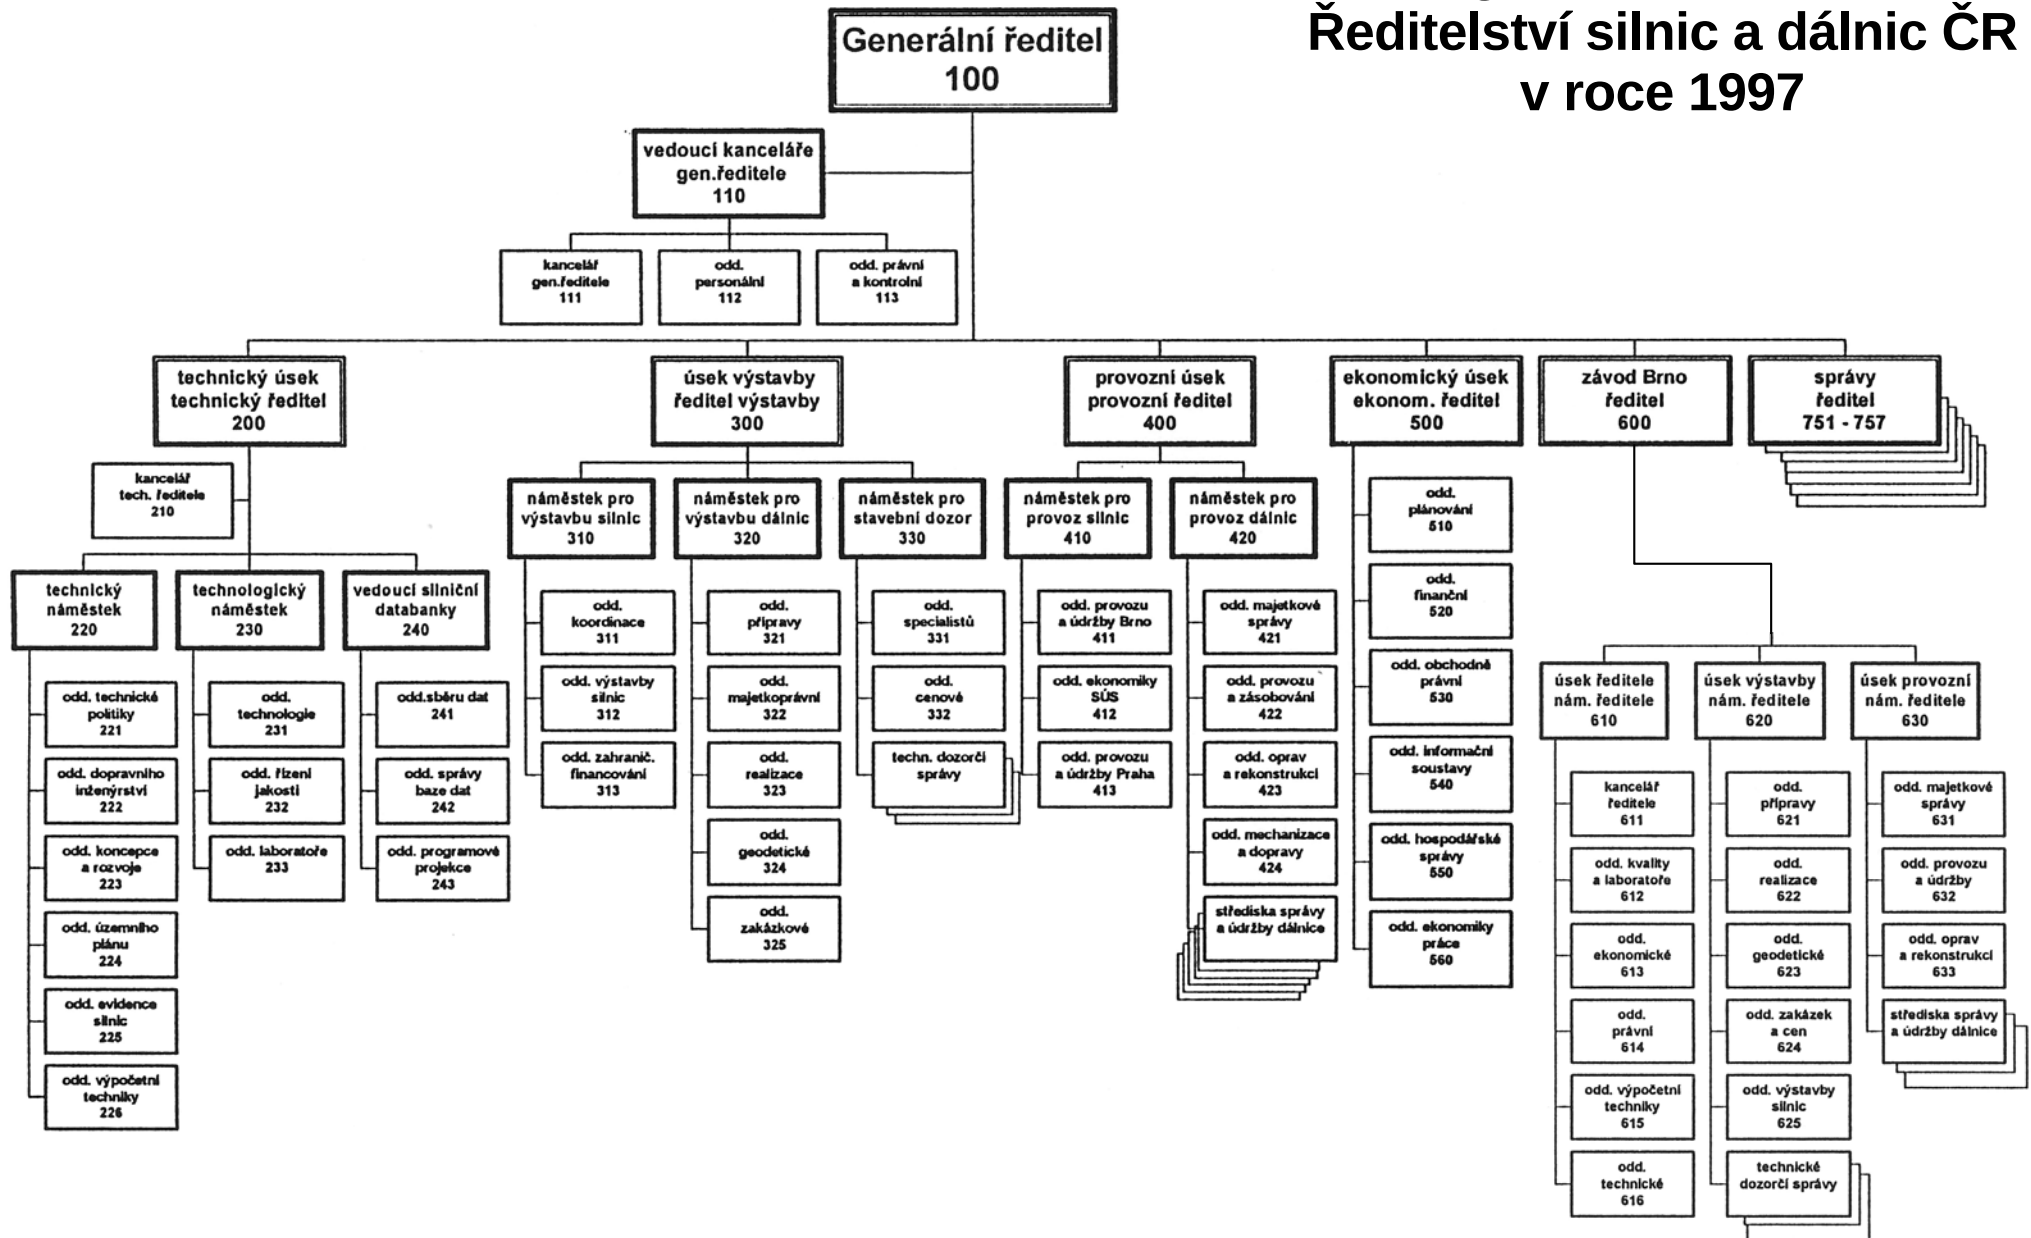 Ředitelství silnic a dálnic ČR
v roce 1997
Generální ředitel
100
vedoucí kanceláře
gen.ředitele
110
kancelář
gen.ředitele
111
odd.
personální
112
odd. právní
a kontrolní
113
technický úsek
technický ředitel
200
úsek výstavby
ředitel výstavby
300
provozní úsek
provozní ředitel
400
ekonomický úsek
ekonom. ředitel
500
závod Brno
ředitel
600
správy
ředitel
751 - 757
kancelář
tech. ředitele
210
technický
náměstek
220
odd. technické
politiky
221
odd. dopravního
inženýrství
222
odd. koncepce
a rozvoje
223
odd. územního
plánu
224
odd. evidence
silnic
225
odd. výpočetní
techniky
226
technologický
náměstek
230
odd.
technologie
231
odd. řízení
jakosti
232
odd. laboratoře
233
vedoucí silniční
databanky
240
odd.sběru dat
241
odd. správy
baze dat
242
odd. programové
projekce
243
náměstek pro
výstavbu silnic
310
odd.
koordinace
311
odd. výstavby
silnic
312
odd. zahranič.
financování
313
náměstek pro
výstavbu dálnic
320
odd.
přípravy
321
odd.
majetkoprávní
322
odd.
realizace
323
odd.
geodetické
324
odd.
zakázkové
325
náměstek pro
stavební dozor
330
odd.
specialistů
331
odd.
cenové
332
techn. dozorčí
správy
náměstek pro
provoz silnic
410
odd. provozu
a údržby Brno
411
odd. ekonomiky
SÚS
412
odd. provozu
a údržby Praha
413
náměstek pro
provoz dálnic
420
odd. majetkové
správy
421
odd. provozu
a zásobování
422
odd. oprav
a rekonstrukcí
423
odd. mechanizace
a dopravy
424
střediska správy
a údržby dálnice
odd.
plánování
510
odd.
finanční
520
odd. obchodně
právní
530
odd. informační
soustavy
540
odd. hospodářské
správy
550
odd. ekonomiky
práce
560
úsek ředitele
nám. ředitele
610
kancelář
ředitele
611
odd. kvality
a laboratoře
612
odd.
ekonomické
613
odd.
právní
614
odd. výpočetní
techniky
615
odd.
technické
616
úsek výstavby
nám. ředitele
620
odd.
přípravy
621
odd.
realizace
622
odd.
geodetické
623
odd. zakázek
a cen
624
odd. výstavby
silnic
625
technické
dozorčí správy
úsek provozní
nám. ředitele
630
odd. majetkové
správy
631
odd. provozu
a údržby
632
odd. oprav
a rekonstrukcí
633
střediska správy
a údržby dálnice